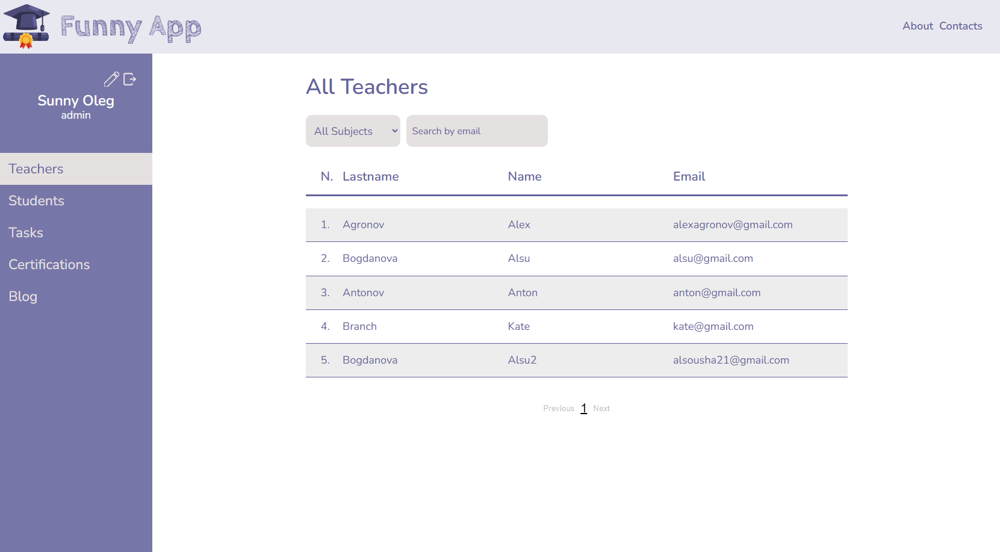 Funny App
About Contacts
Sunny Oleg
admin
Teachers
Students
Tasks
Certifications
Blog
All Teachers
All Subjects Search by email
N. Lastname Name Email
1. Agronov Alex alexagronov@gmail.com
2. Bogdanova Alsu alsu@gmail.com
3. Antonov Anton anton@gmail.com
4. Branch Kate kate@gmail.com
5. Bogdanova Alsu2 alsousha21@gmail.com
Previous 1 Next